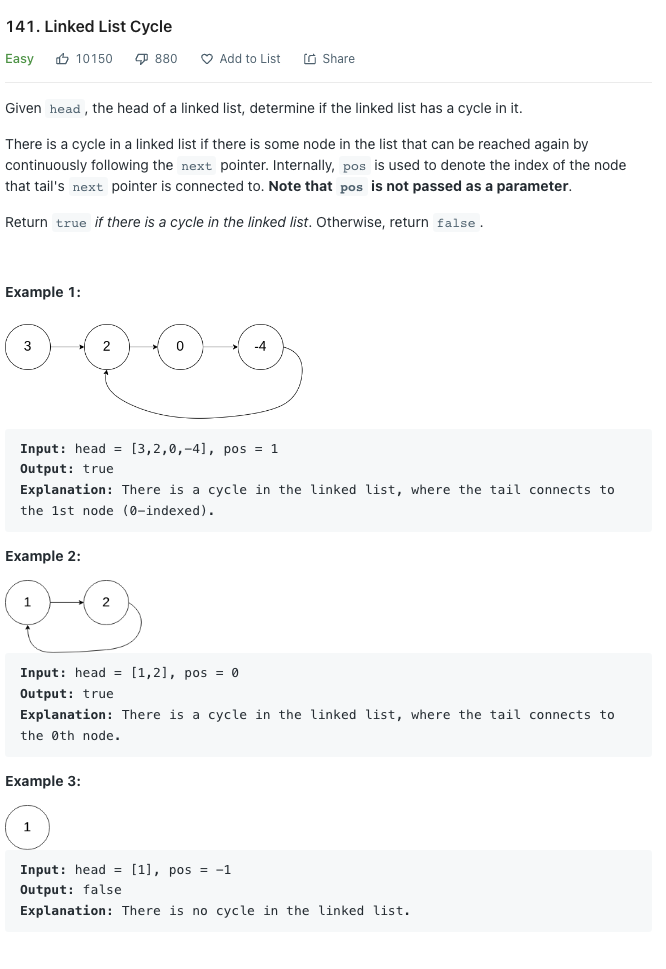 141. Linked List Cycle
Easy 10150 880 Add to List Share
Given head , the head of a linked list, determine if the linked list has a cycle in it.
There is a cycle in a linked list if there is some node in the list that can be reached again by
continuously following the next pointer. Internally, pos is used to denote the index of the node
that tail's next pointer is connected to. Note that pos is not passed as a parameter.
Return true if there is a cycle in the linked list. Otherwise, return false .
Example 1:
3 2 0 -4
Input: head = [3,2,0,-4], pos = 1
Output: true
Explanation: There is a cycle in the linked list, where the tail connects to
the 1st node (0-indexed).
Example 2:
1 2
Input: head = [1,2], pos = 0
Output: true
Explanation: There is a cycle in the linked list, where the tail connects to
the 0th node.
Example 3:
1
Input: head = [1], pos = -1
Output: false
Explanation: There is no cycle in the linked list.